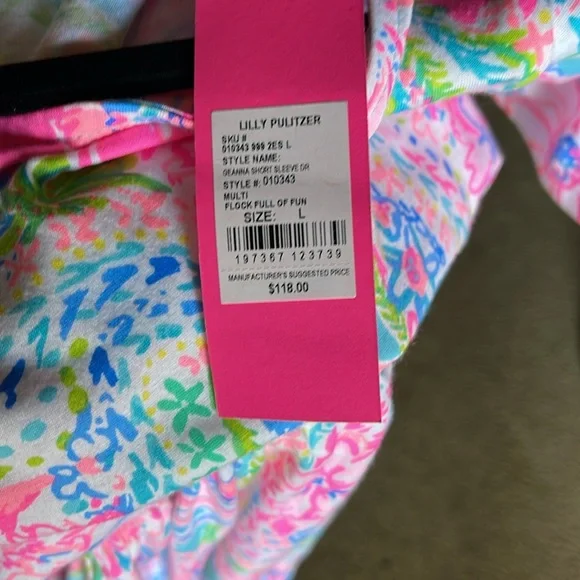 LILLY PULITZER
SKU #
010343 999 2ES L
STYLE NAME:
GEANNA SHORT SLEEVE DR
STYLE #: 010343
MULTI
FLOCK FULL OF FUN
SIZE: L
197367 123739
MANUFACTURER'S SUGGESTED PRICE
$118.00